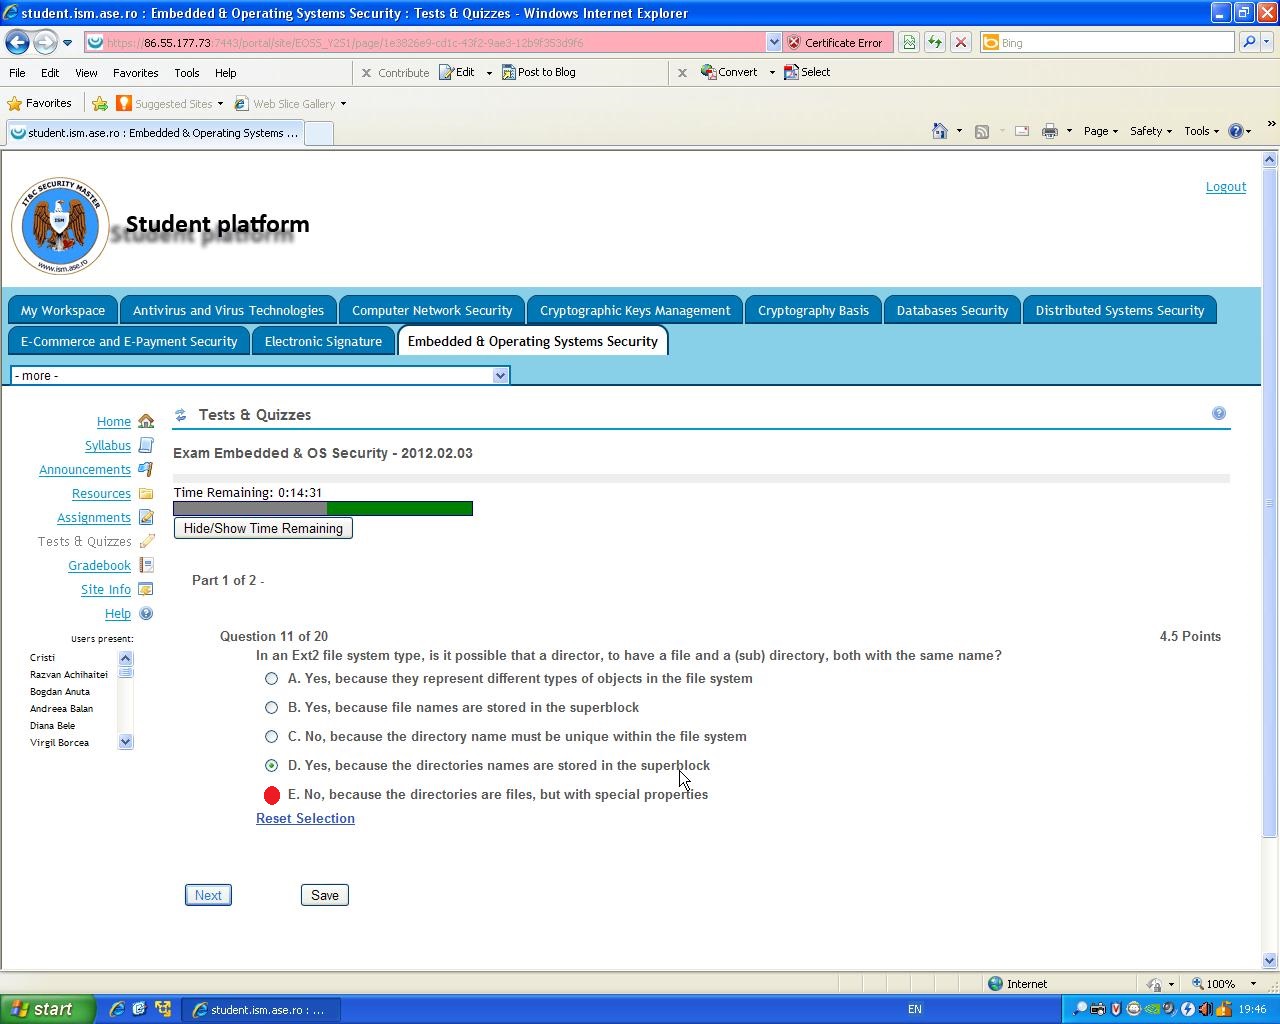 student.ism.ase.ro : Embedded & Operating Systems Security : Tests & Quizzes - Windows Internet Explorer
https://86.55.177.73:7443/portal/site/EOSS_Y2S1/page/1e3826e9-cd1c-43f2-9ae3-12b9f353d9f6 Certificate Error Bing
File Edit View Favorites Tools Help x Contribute Edit Post to Blog x Convert Select
Favorites Suggested Sites Web Slice Gallery
student.ism.ase.ro : Embedded & Operating Systems ... Page Safety Tools »
Logout
IT&C SECURITY MASTER
ISM
www.ism.ase.ro
Student platform
My Workspace Antivirus and Virus Technologies Computer Network Security Cryptographic Keys Management Cryptography Basis Databases Security Distributed Systems Security
E-Commerce and E-Payment Security Electronic Signature Embedded & Operating Systems Security
- more -
Home
Syllabus
Announcements
Resources
Assignments
Tests & Quizzes
Gradebook
Site Info
Help
Users present:
Cristi
Razvan Achihaitei
Bogdan Anuta
Andreea Balan
Diana Bele
Virgil Borcea
Tests & Quizzes
Exam Embedded & OS Security - 2012.02.03
Time Remaining: 0:14:31
Hide/Show Time Remaining
Part 1 of 2 -
Question 11 of 20 4.5 Points
In an Ext2 file system type, is it possible that a director, to have a file and a (sub) directory, both with the same name?
A. Yes, because they represent different types of objects in the file system
B. Yes, because file names are stored in the superblock
C. No, because the directory name must be unique within the file system
D. Yes, because the directories names are stored in the superblock
E. No, because the directories are files, but with special properties
Reset Selection
Next Save
Internet 100%
start student.ism.ase.ro : ... EN 19:46